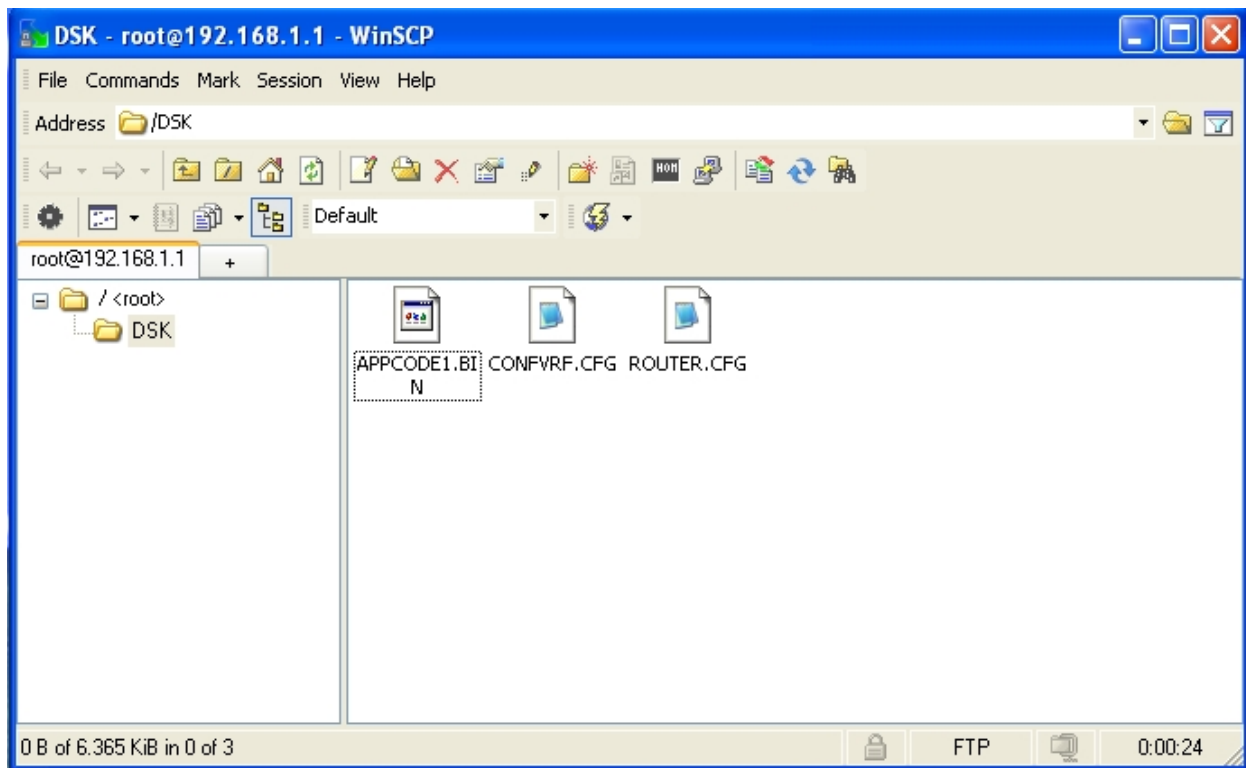 DSK - root@192.168.1.1 - WinSCP
File Commands Mark Session View Help
Address /DSK
Default
root@192.168.1.1 +
/ <root>
DSK
APPCODE1.BI CONFVRF.CFG ROUTER.CFG
N
0 B of 6.365 KiB in 0 of 3 FTP 0:00:24